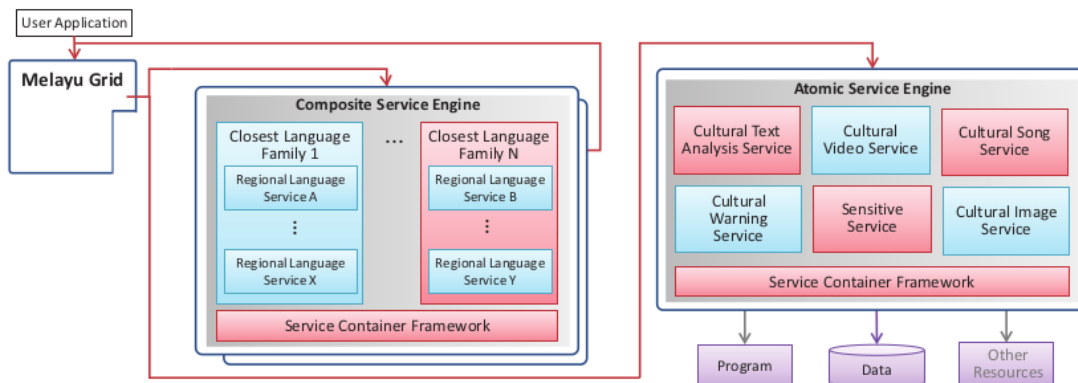 User Application
Melayu Grid
Composite Service Engine
Closest Language
Family 1
...
Closest Language
Family N
Regional Language
Service A
Regional Language
Service B
⋮
⋮
Regional Language
Service X
Regional Language
Service Y
Service Container Framework
Atomic Service Engine
Cultural Text
Analysis Service
Cultural
Video Service
Cultural Song
Service
Cultural
Warning
Service
Sensitive
Service
Cultural Image
Service
Service Container Framework
Program
Data
Other
Resources